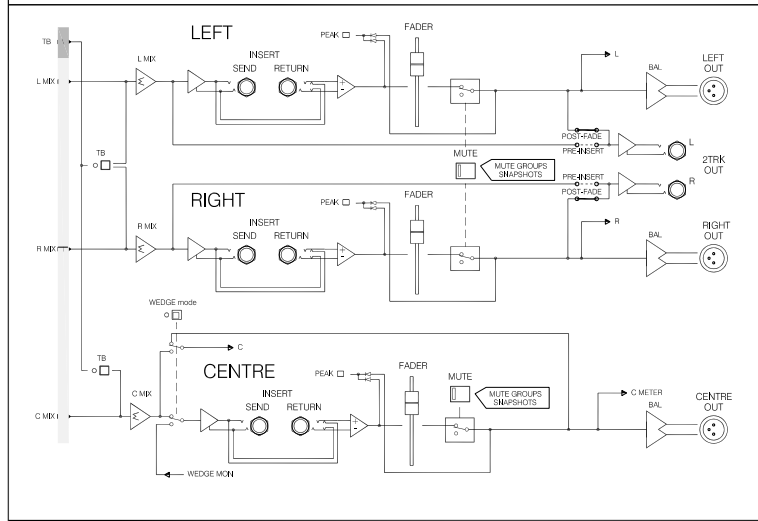 LEFT
FADER
PEAK
TB
INSERT
SEND RETURN
L MIX
L
LEFT
OUT
BAL
L MIX
POST-FADE
PRE-INSERT
L
TB
MUTE
MUTE GROUPS
SNAPSHOTS
2TRK
OUT
PRE-INSERT
POST-FADE
R
RIGHT
FADER
PEAK
INSERT
SEND RETURN
R MIX
R
RIGHT
OUT
BAL
R MIX
WEDGE mode
C
TB
CENTRE
FADER
PEAK
MUTE
MUTE GROUPS
SNAPSHOTS
INSERT
SEND RETURN
C MIX
C METER
BAL
CENTRE
OUT
C MIX
WEDGE MON